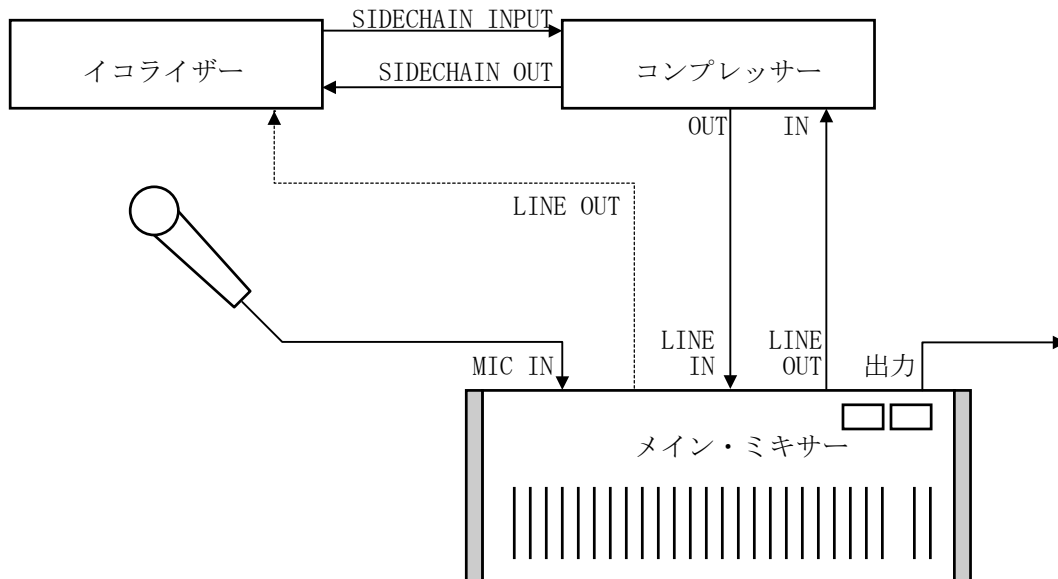 SIDECHAIN INPUT
イコライザー
SIDECHAIN OUT
コンプレッサー
OUT
IN
LINE OUT
MIC IN
LINE
IN
LINE
OUT
出力
メイン・ミキサー